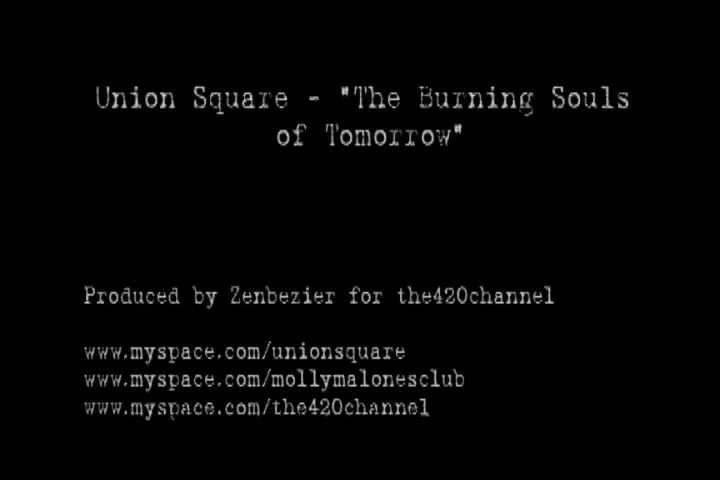 Union Square - "The Burning Souls
of Tomorrow"
Produced by Zenbezier for the420channel
www.myspace.com/unionsquare
www.myspace.com/mollymalonesclub
www.myspace.com/the420channel